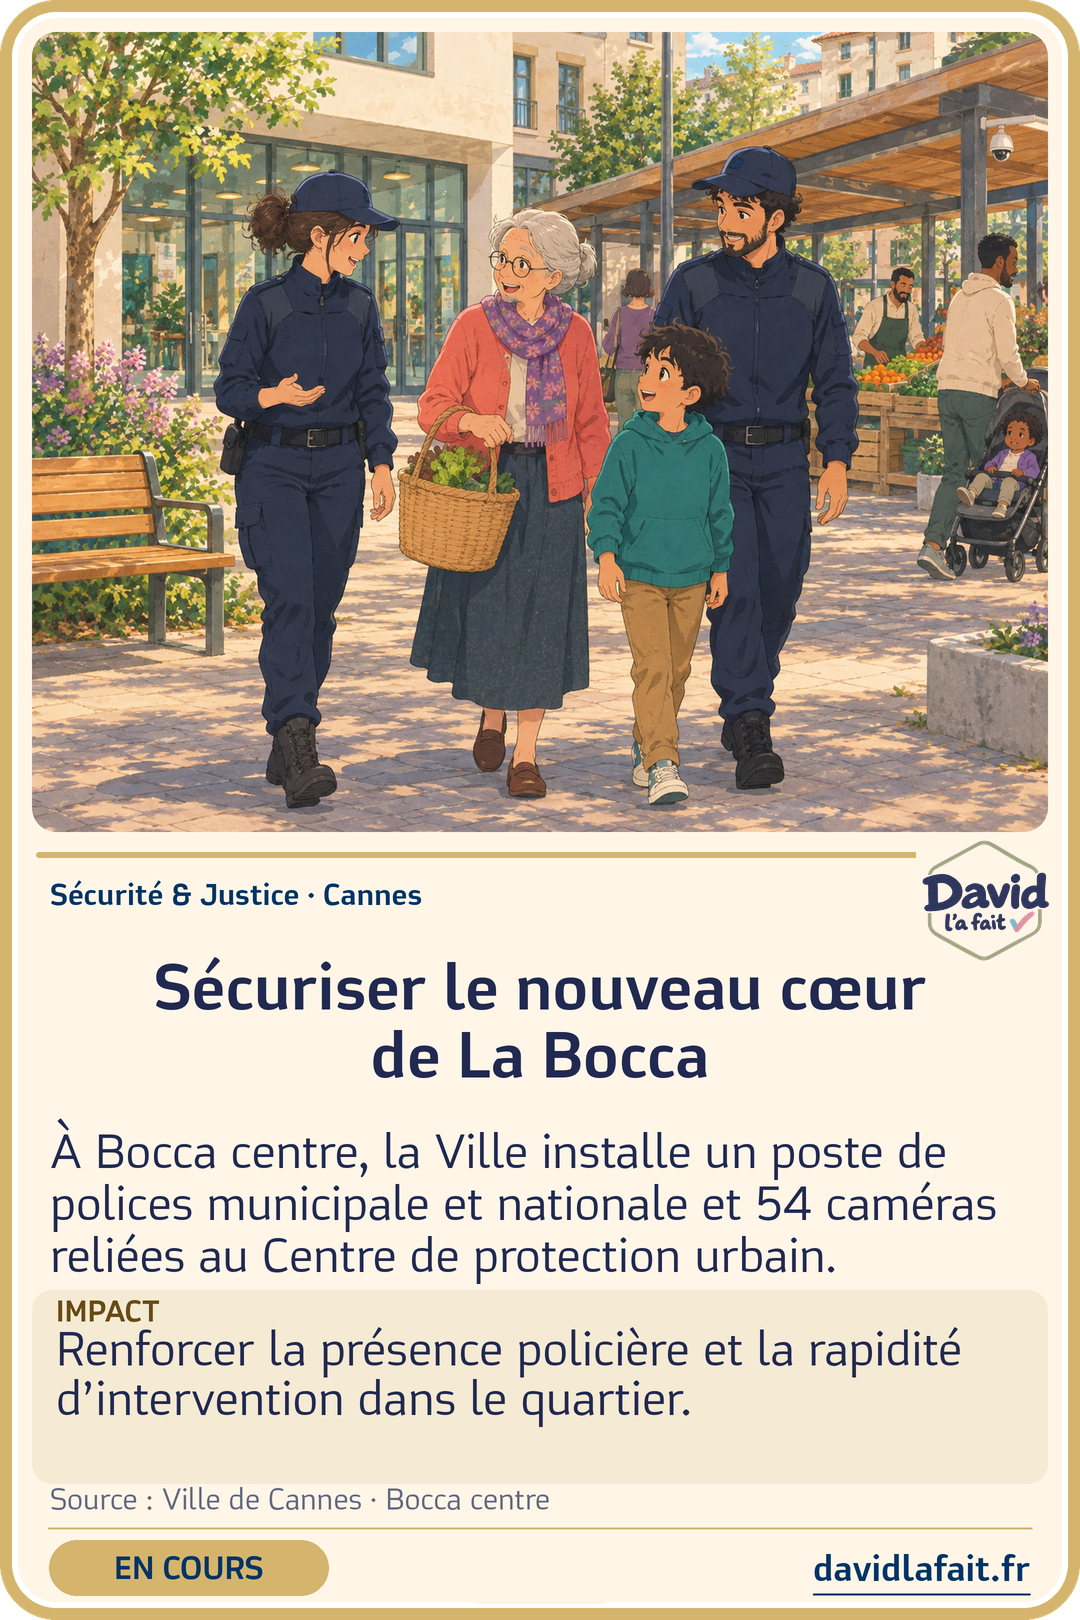 Sécurité & Justice · Cannes
David
l'a fait
Sécuriser le nouveau cœur
de La Bocca
À Bocca centre, la Ville installe un poste de
polices municipale et nationale et 54 caméras
reliées au Centre de protection urbain.
IMPACT
Renforcer la présence policière et la rapidité
d’intervention dans le quartier.
Source : Ville de Cannes · Bocca centre
EN COURS
davidlafait.fr